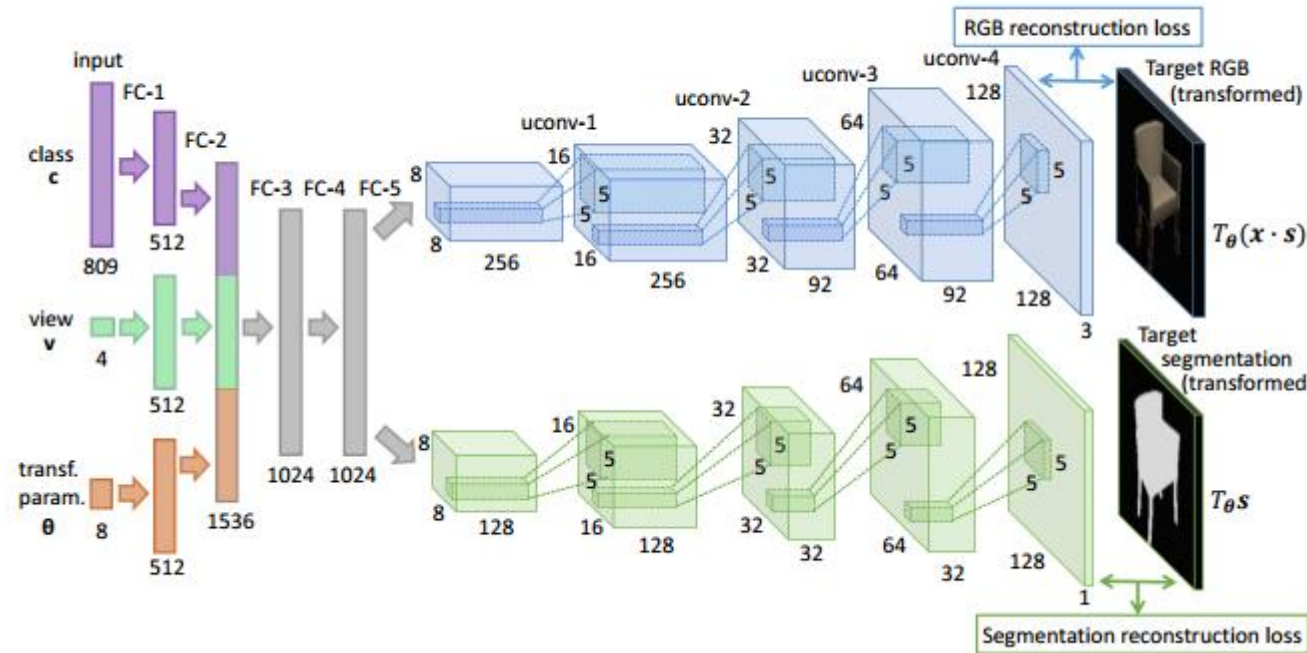 RGB reconstruction loss
input
FC-1
FC-2
class
c
809
512
view
v
4
512
transf.
param.
θ
8
512
1536
FC-3
FC-4
FC-5
1024
1024
8
8
256
uconv-1
16
5
5
16
256
uconv-2
32
5
5
32
92
uconv-3
64
5
5
64
92
uconv-4
128
5
5
128
3
Target RGB
(transformed)
Tθ(x · s)
8
8
128
16
5
5
16
128
32
5
5
32
32
64
5
5
64
32
128
5
5
128
1
Target
segmentation
(transformed)
Tθs
Segmentation reconstruction loss